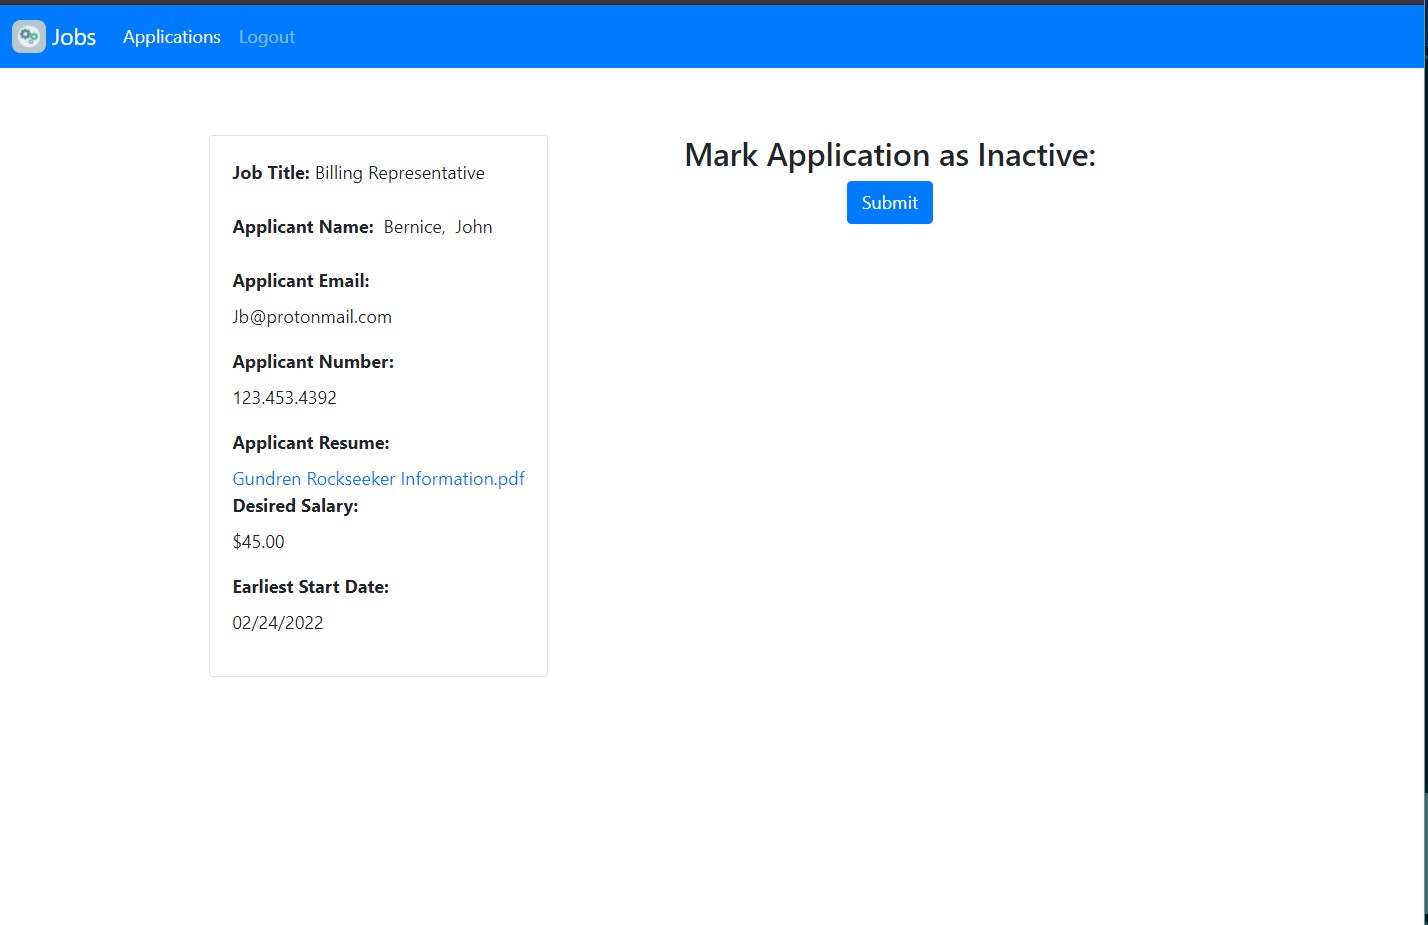 Jobs Applications Logout
Job Title: Billing Representative
Applicant Name: Bernice, John
Applicant Email:
Jb@protonmail.com
Applicant Number:
123.453.4392
Applicant Resume:
Gundren Rockseeker Information.pdf
Desired Salary:
$45.00
Earliest Start Date:
02/24/2022
Mark Application as Inactive:
Submit